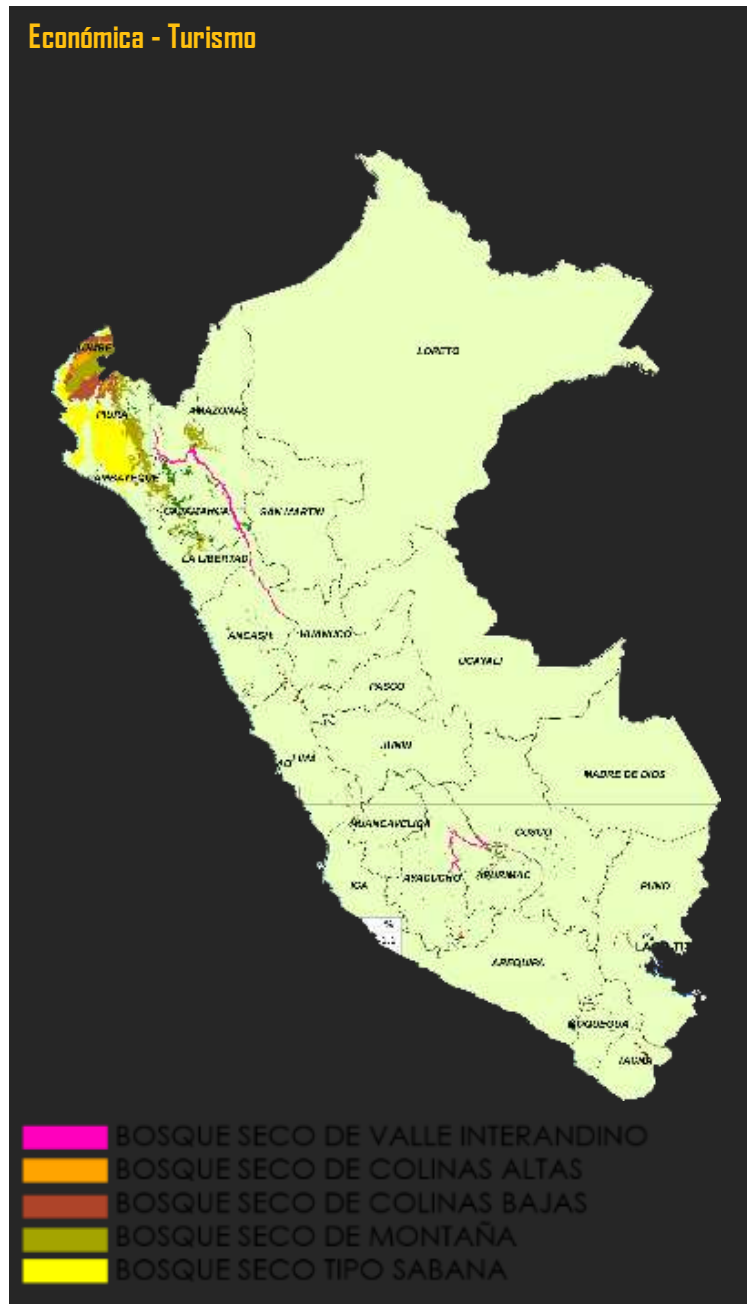 Económica - Turismo
LORETO
AMAZONAS
PIURA
CAJAMARCA
SAN MARTIN
LA LIBERTAD
ANCASH
HUANUCO
UCAYALI
PASCO
JUNIN
LIMA
MADRE DE DIOS
HUANCAVELICA
CUSCO
AYACUCHO
APURIMAC
ICA
PUNO
AREQUIPA
MOQUEGUA
TACNA
BOSQUE SECO DE VALLE INTERANDINO
BOSQUE SECO DE COLINAS ALTAS
BOSQUE SECO DE COLINAS BAJAS
BOSQUE SECO DE MONTAÑA
BOSQUE SECO TIPO SABANA